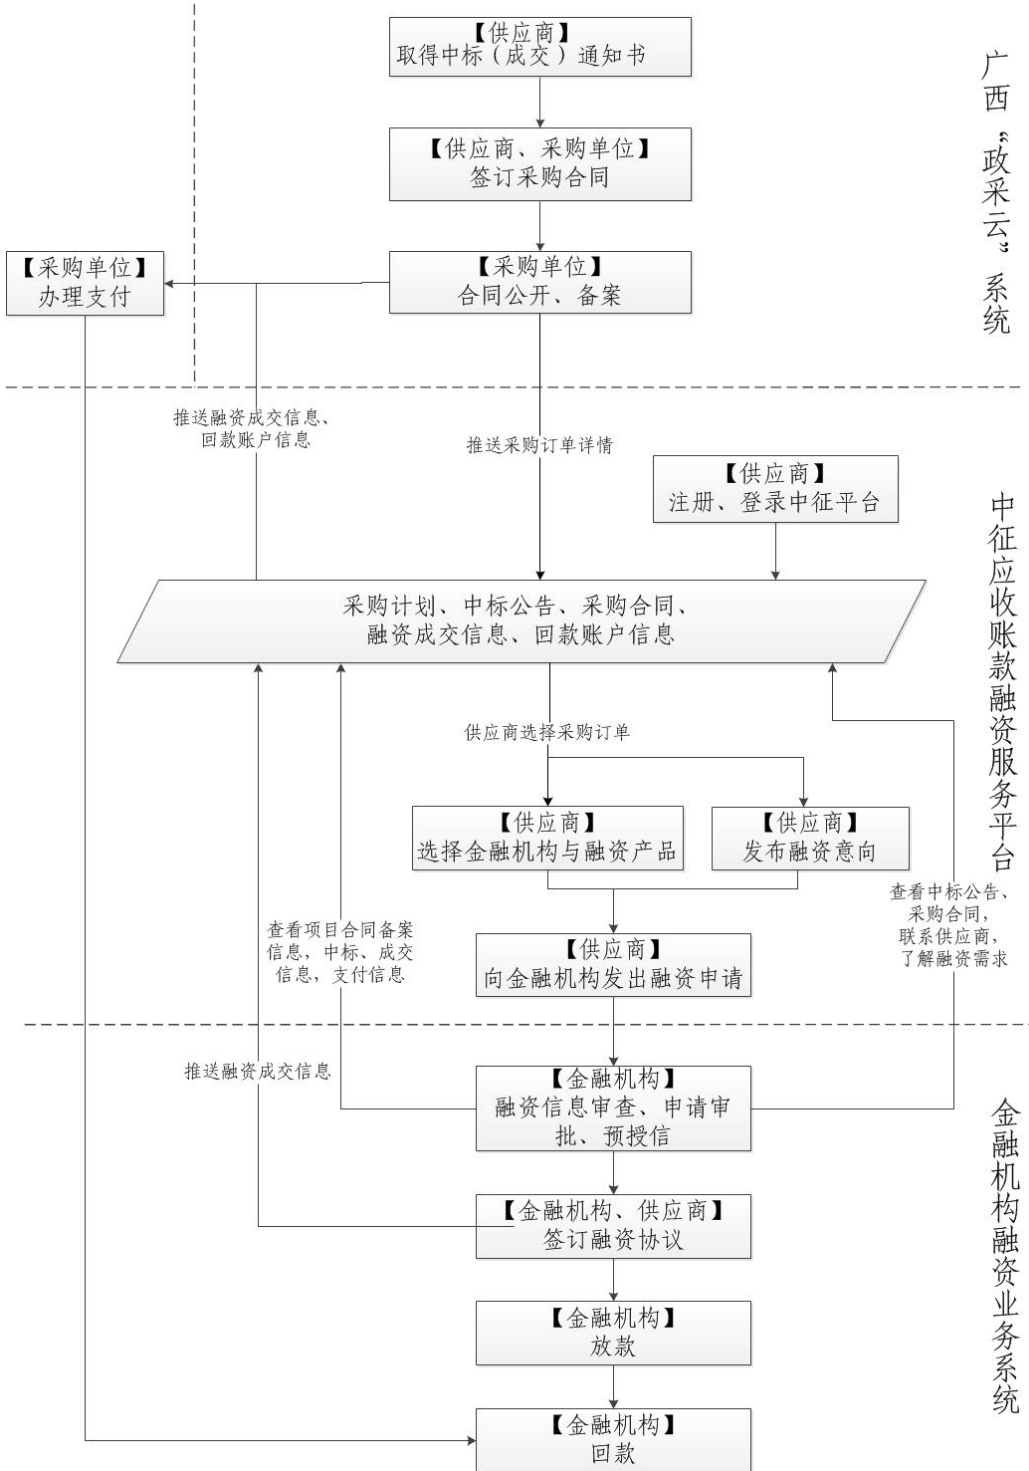 【供应商】
取得中标（成交）通知书
【供应商、采购单位】
签订采购合同
【采购单位】
办理支付
【采购单位】
合同公开、备案
广西“政采云”系统
推送融资成交信息、
回款账户信息
推送采购订单详情
【供应商】
注册、登录中征平台
采购计划、中标公告、采购合同、
融资成交信息、回款账户信息
中征应收账款融资服务平台
供应商选择采购订单
【供应商】
选择金融机构与融资产品
【供应商】
发布融资意向
查看中标公告、
采购合同，
联系供应商，
了解融资需求
查看项目合同备案
信息，中标、成交
信息，支付信息
【供应商】
向金融机构发出融资申请
推送融资成交信息
【金融机构】
融资信息审查、申请审
批、预授信
【金融机构、供应商】
签订融资协议
【金融机构】
放款
【金融机构】
回款
金融机构融资业务系统